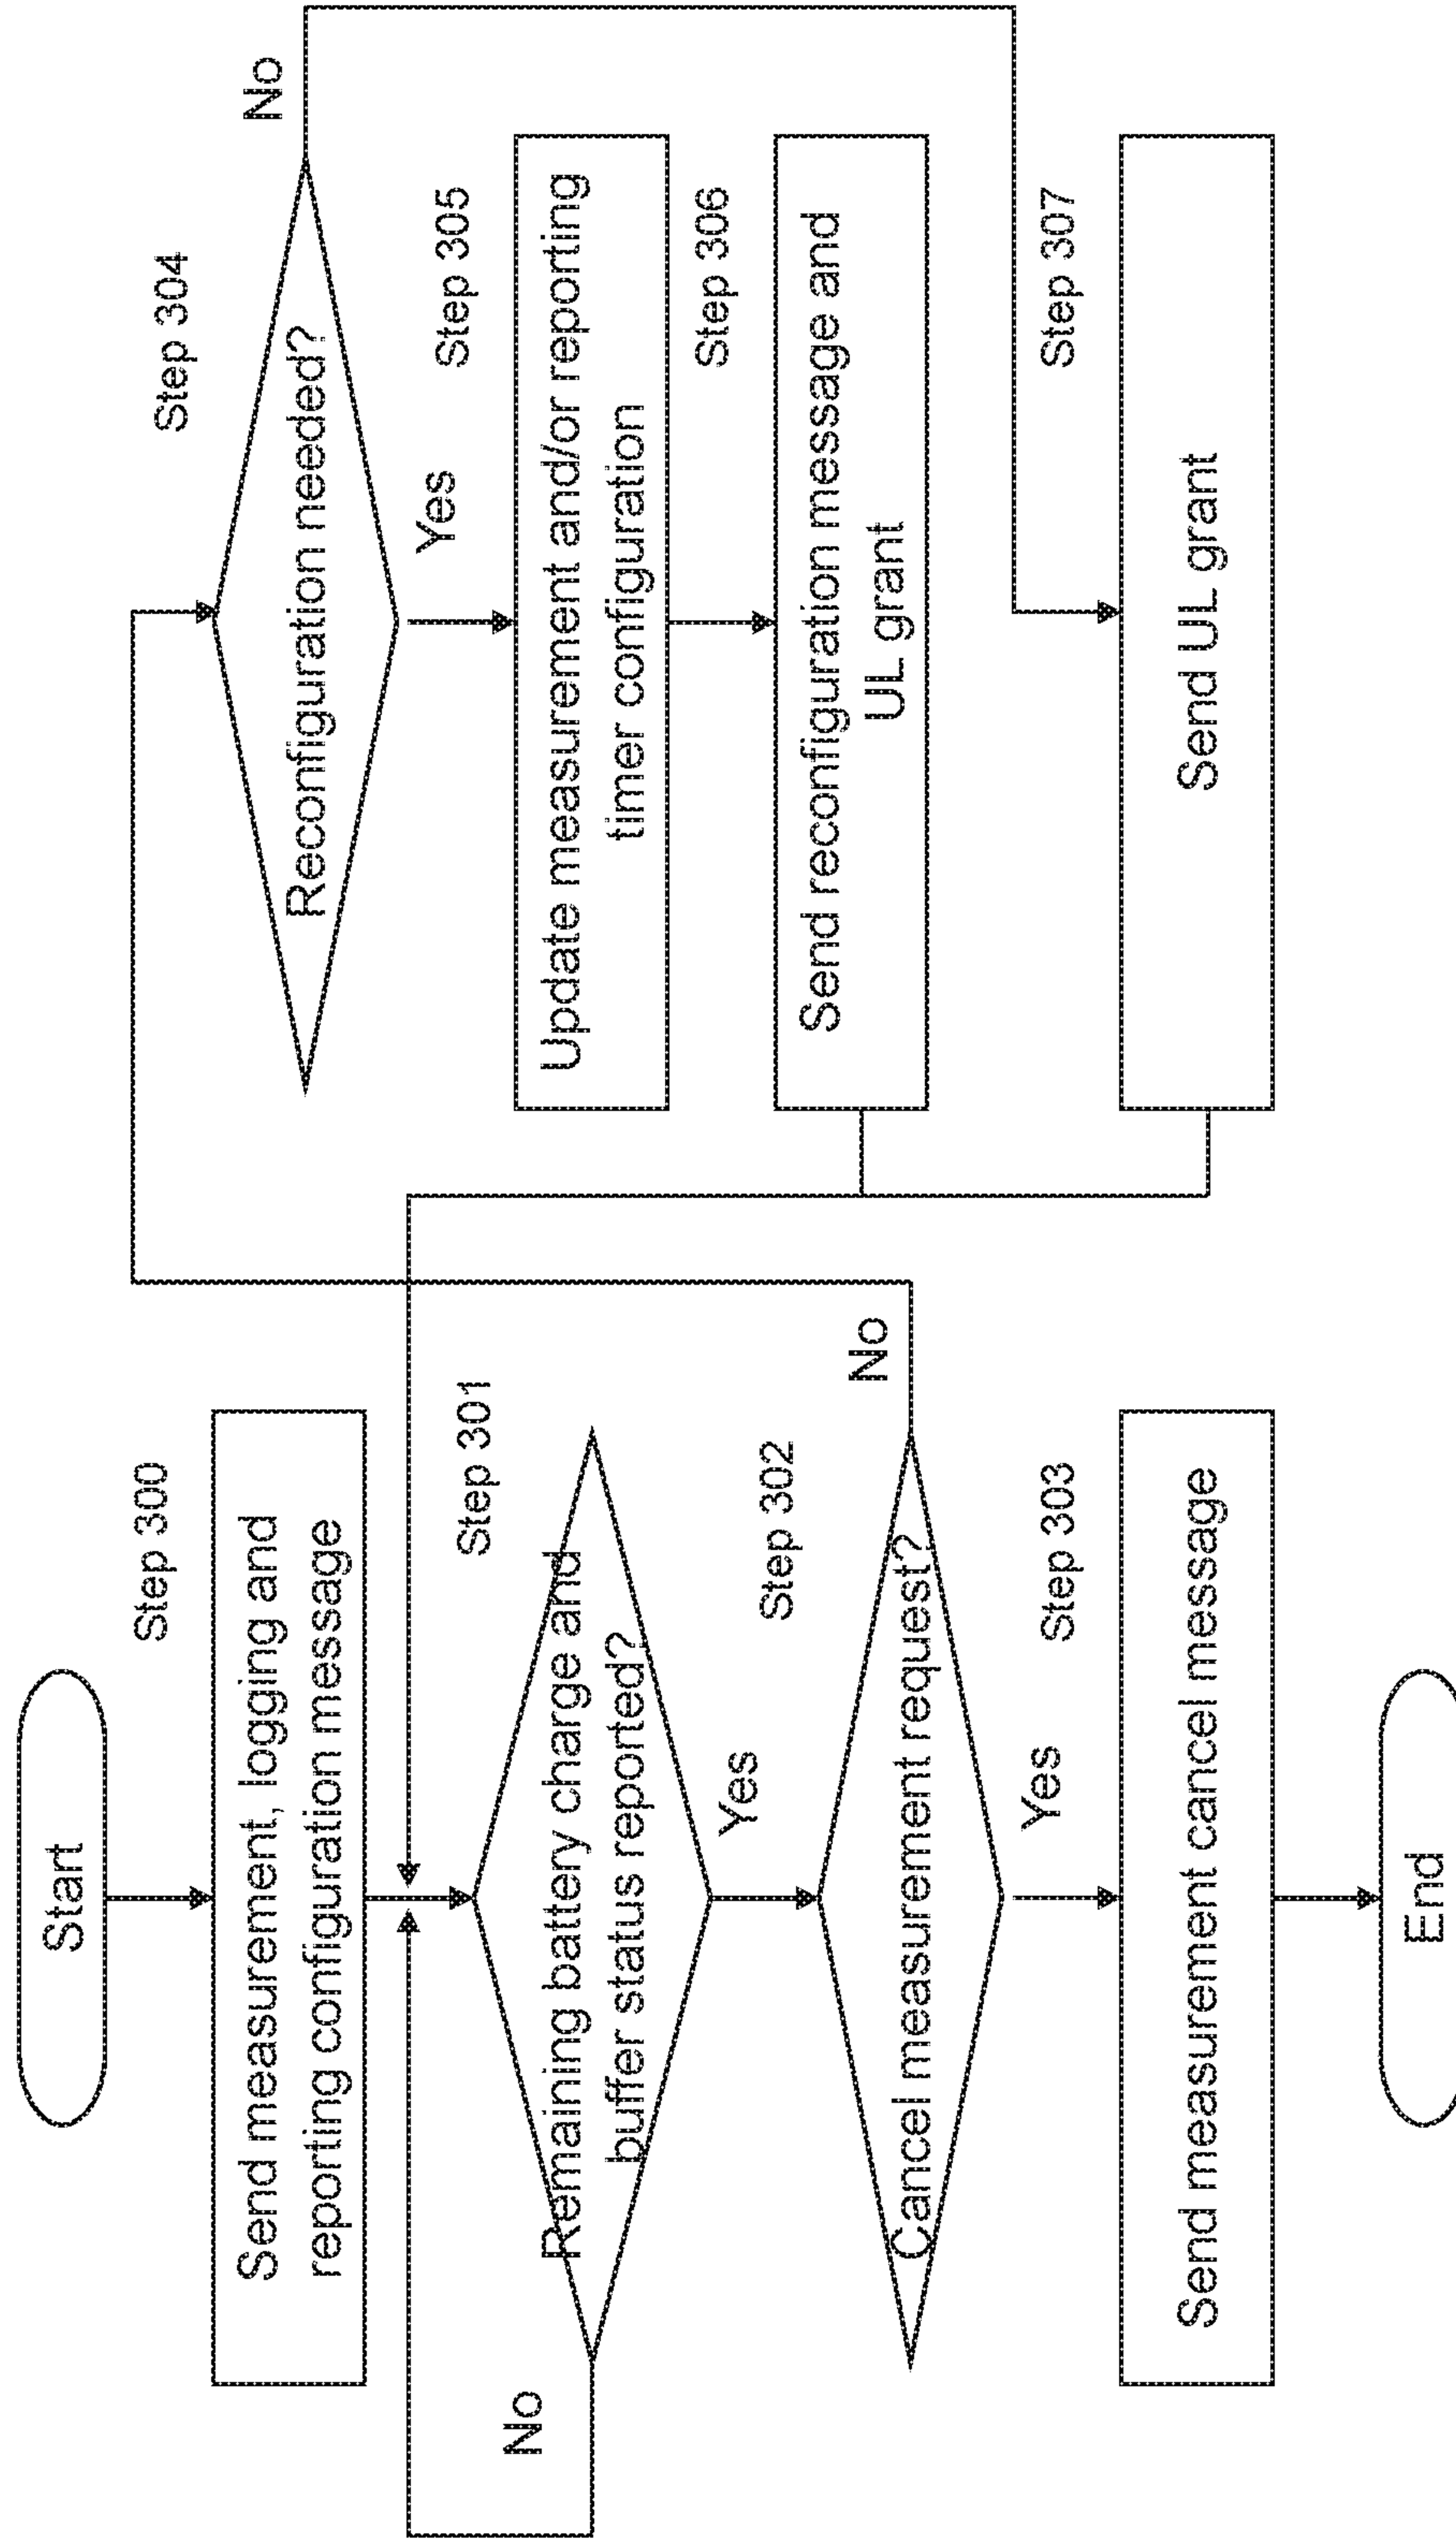 Start
Step 300
Send measurement, logging and
reporting configuration message
Step 301
Remaining battery charge and
buffer status reported?
No
Yes
Step 302
Cancel measurement request?
No
Yes
Step 303
Send measurement cancel message
End
Step 304
Reconfiguration needed?
No
Yes
Step 305
Update measurement and/or reporting
timer configuration
Step 306
Send reconfiguration message and
UL grant
Step 307
Send UL grant